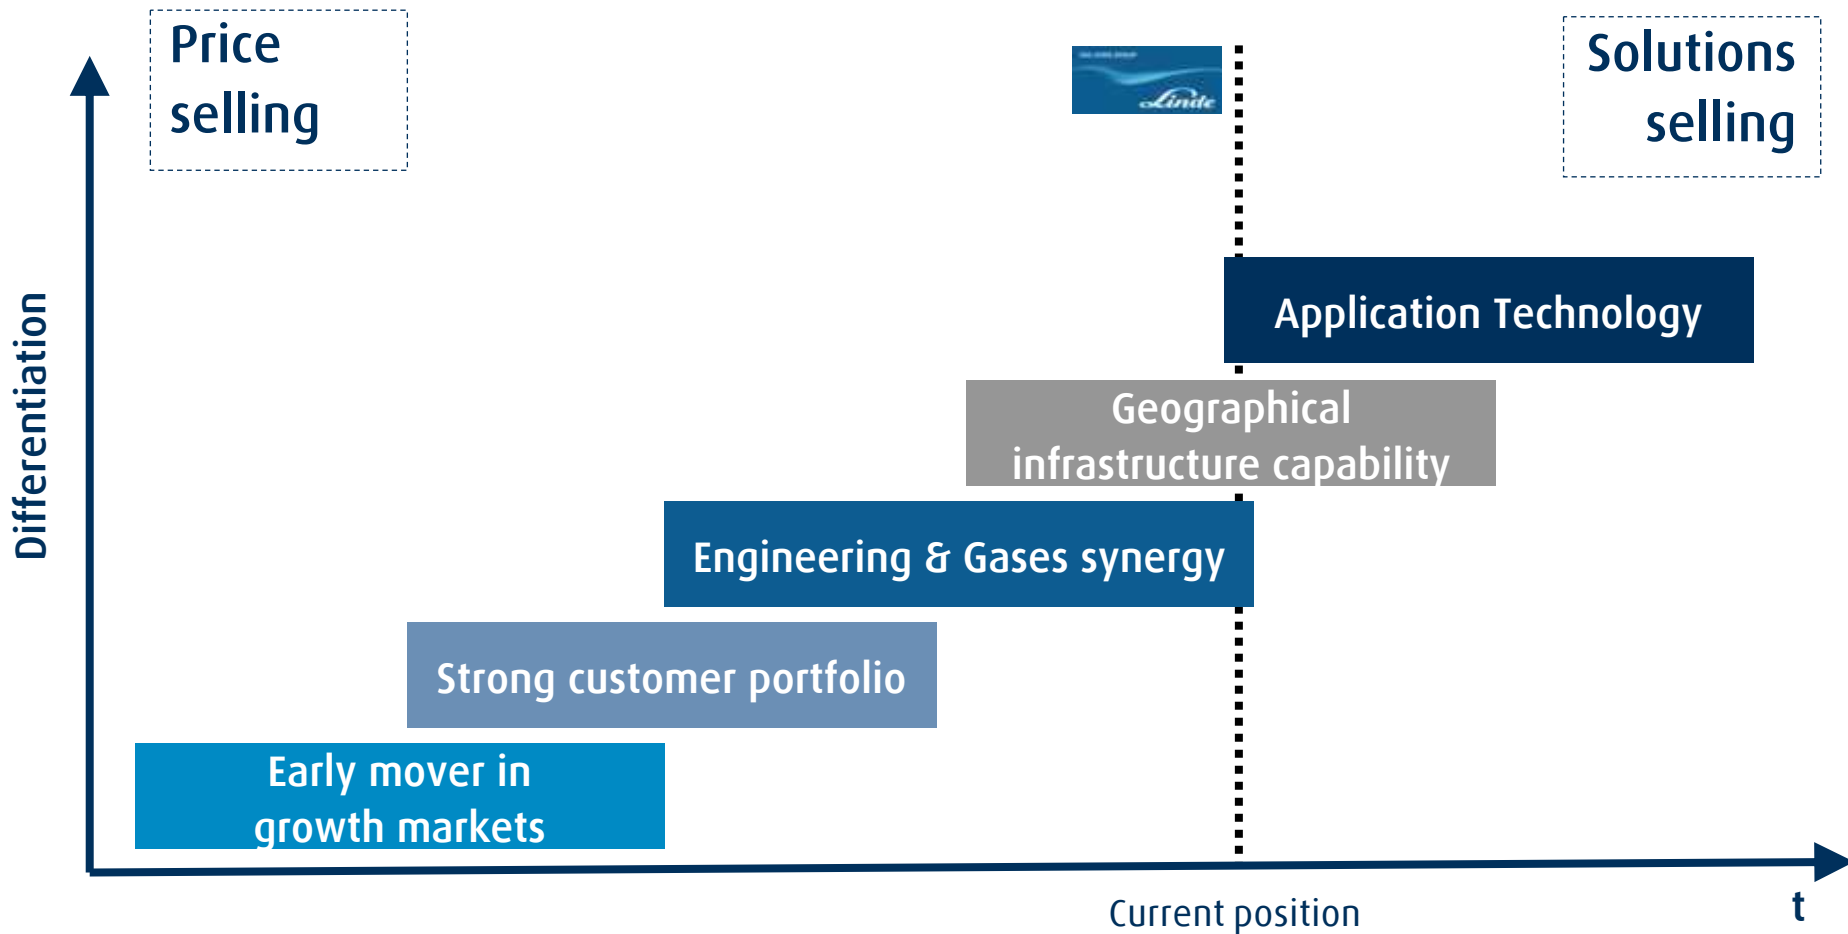 Price
selling
Linde
Solutions
selling
Differentiation
Application Technology
Geographical
infrastructure capability
Engineering & Gases synergy
Strong customer portfolio
Early mover in
growth markets
Current position
t